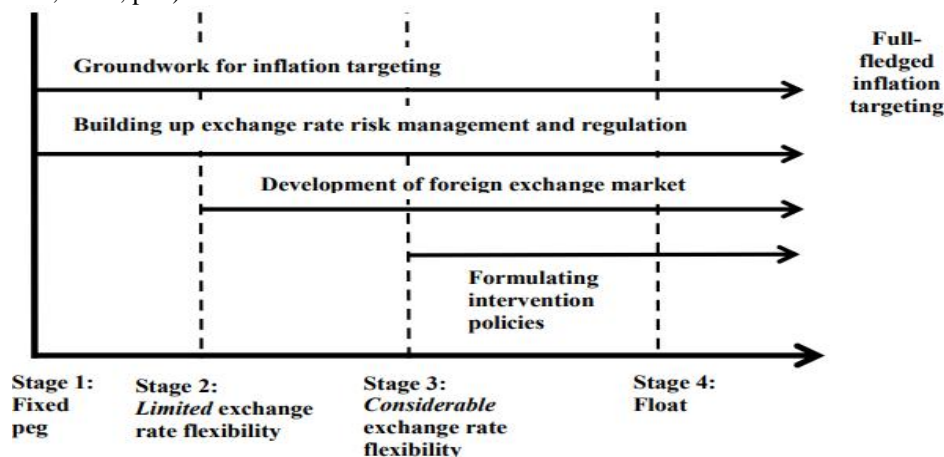 Full-
fledged
inflation
targeting
Groundwork for inflation targeting
Building up exchange rate risk management and regulation
Development of foreign exchange market
Formulating
intervention
policies
Stage 1:
Fixed
peg
Stage 2:
Limited exchange
rate flexibility
Stage 3:
Considerable
exchange rate
flexibility
Stage 4:
Float